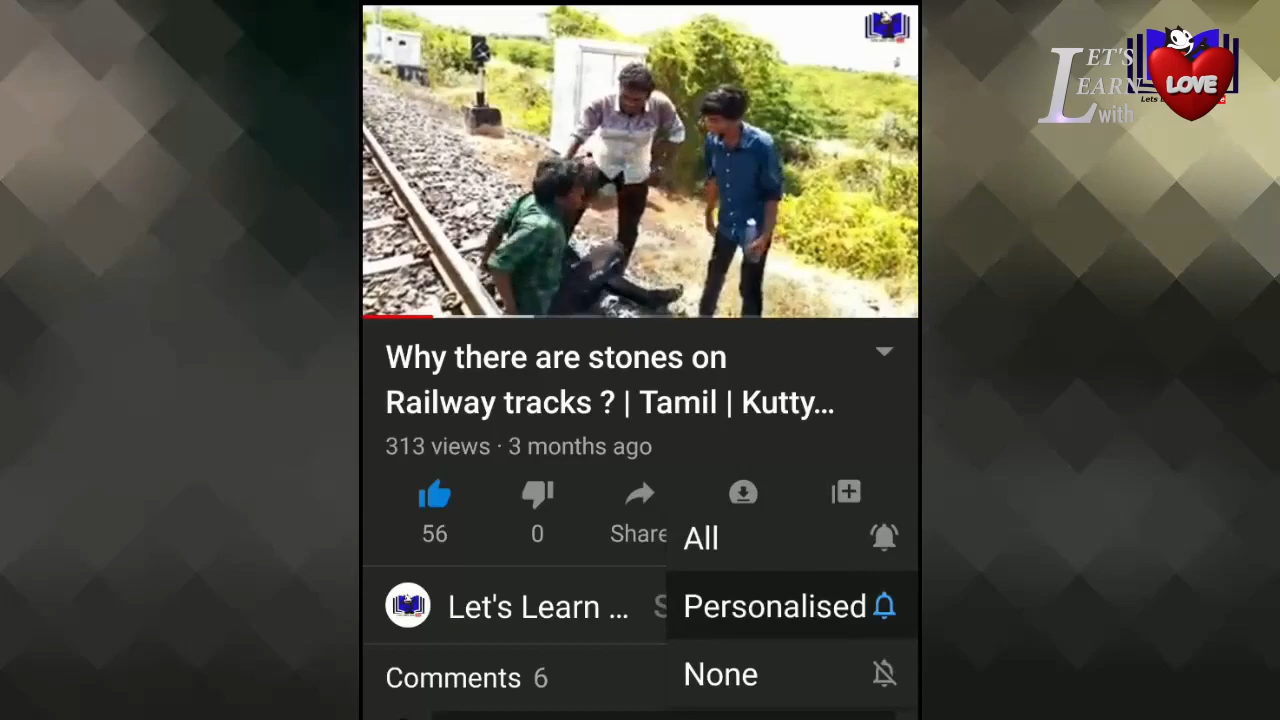 LET'S
LEARN
with
LOVE
Why there are stones on
Railway tracks ? | Tamil | Kutty...
313 views · 3 months ago
56
0
Share
All
Let's Learn ...
S
Personalised
Comments 6
None